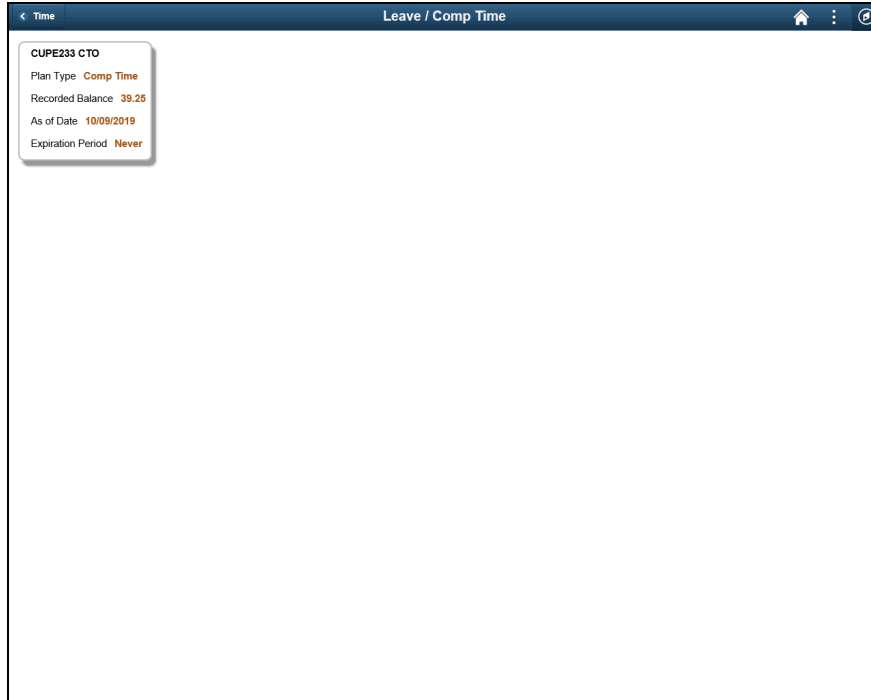 Time
Leave / Comp Time
CUPE233 CTO
Plan Type Comp Time
Recorded Balance 39.25
As of Date 10/09/2019
Expiration Period Never